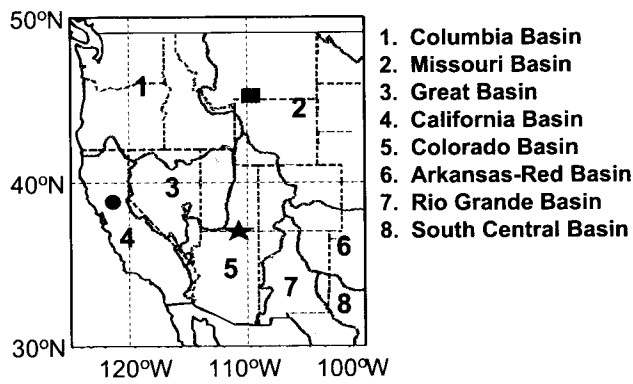 50°N
40°N
30°N
120°W 110°W 100°W
1
2
3
4
5
6
7
8
1. Columbia Basin
2. Missouri Basin
3. Great Basin
4. California Basin
5. Colorado Basin
6. Arkansas-Red Basin
7. Rio Grande Basin
8. South Central Basin